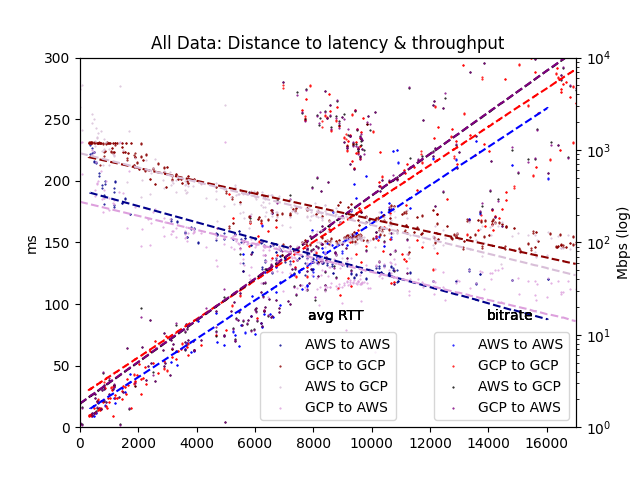 All Data: Distance to latency & throughput
300
250
200
150
100
50
0
ms
10⁴
10³
10²
10¹
10⁰
Mbps (log)
avg RTT
AWS to AWS
GCP to GCP
AWS to GCP
GCP to AWS
bitrate
AWS to AWS
GCP to GCP
AWS to GCP
GCP to AWS
0 2000 4000 6000 8000 10000 12000 14000 16000